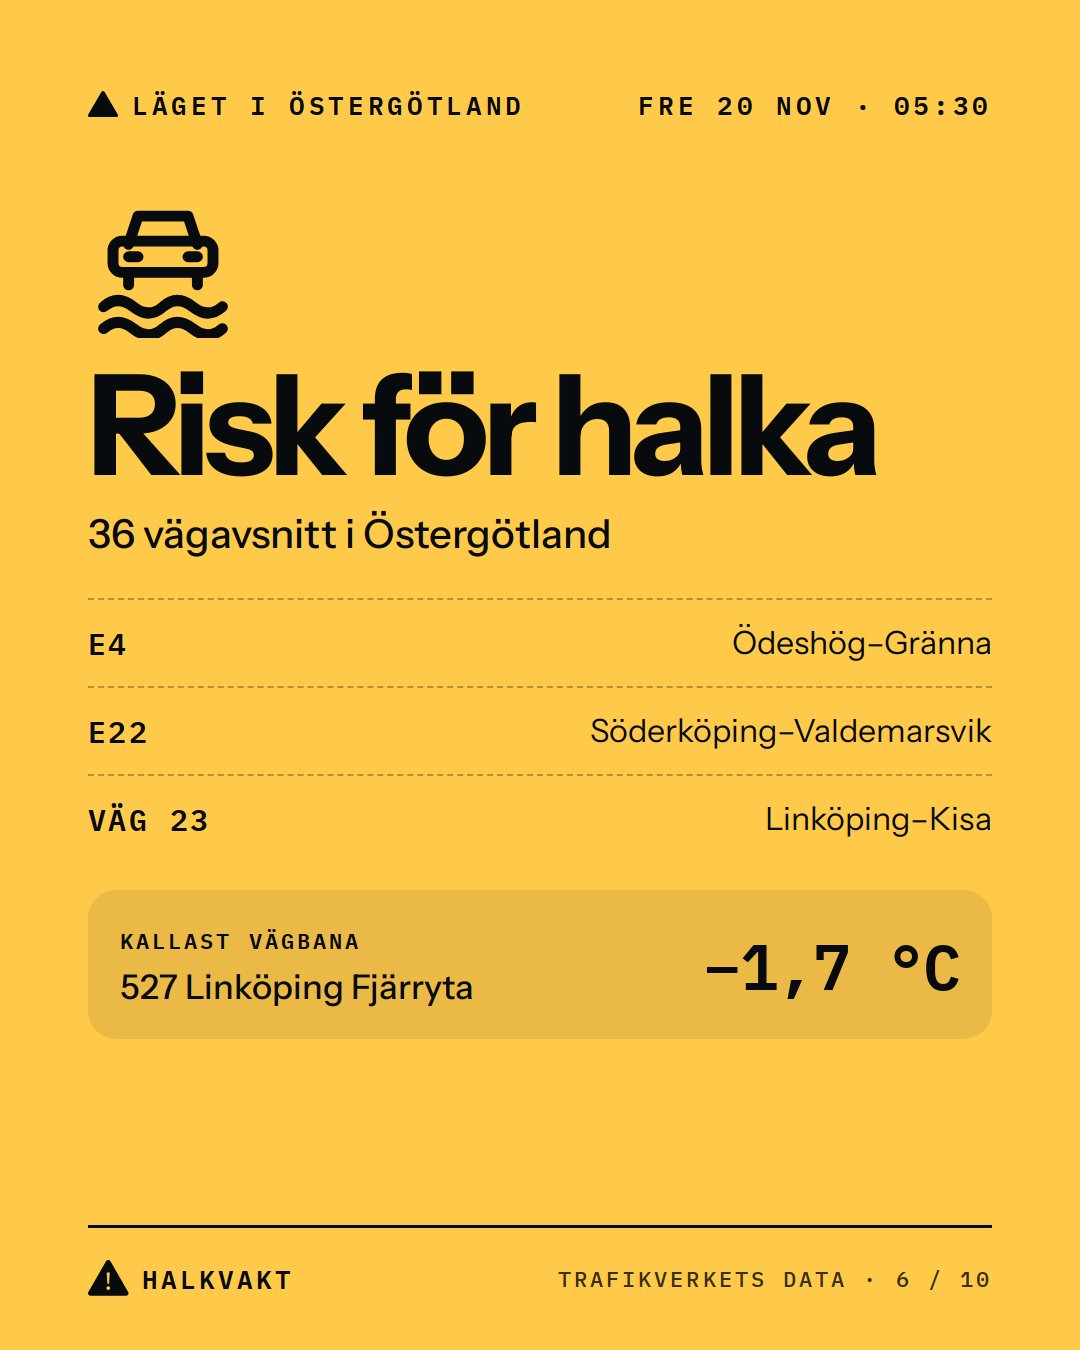 LÄGET I ÖSTERGÖTLAND FRE 20 NOV · 05:30
Risk för halka
36 vägavsnitt i Östergötland
E4 Ödeshög–Gränna
E22 Söderköping–Valdemarsvik
VÄG 23 Linköping–Kisa
KALLAST VÄGBANA
527 Linköping Fjärryta
−1,7 °C
HALKVAKT TRAFIKVERKETS DATA · 6 / 10